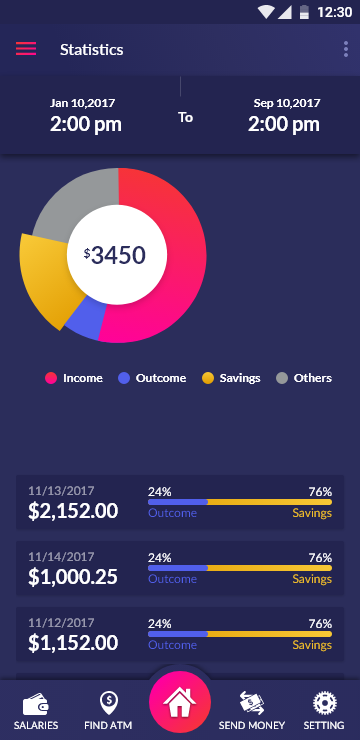 12:30
Statistics
Jan 10,2017
2:00 pm
To
Sep 10,2017
2:00 pm
$3450
Income Outcome Savings Others
11/13/2017
$2,152.00
24% 76%
Outcome Savings
11/14/2017
$1,000.25
24% 76%
Outcome Savings
11/12/2017
$1,152.00
24% 76%
Outcome Savings
SALARIES FIND ATM SEND MONEY SETTING